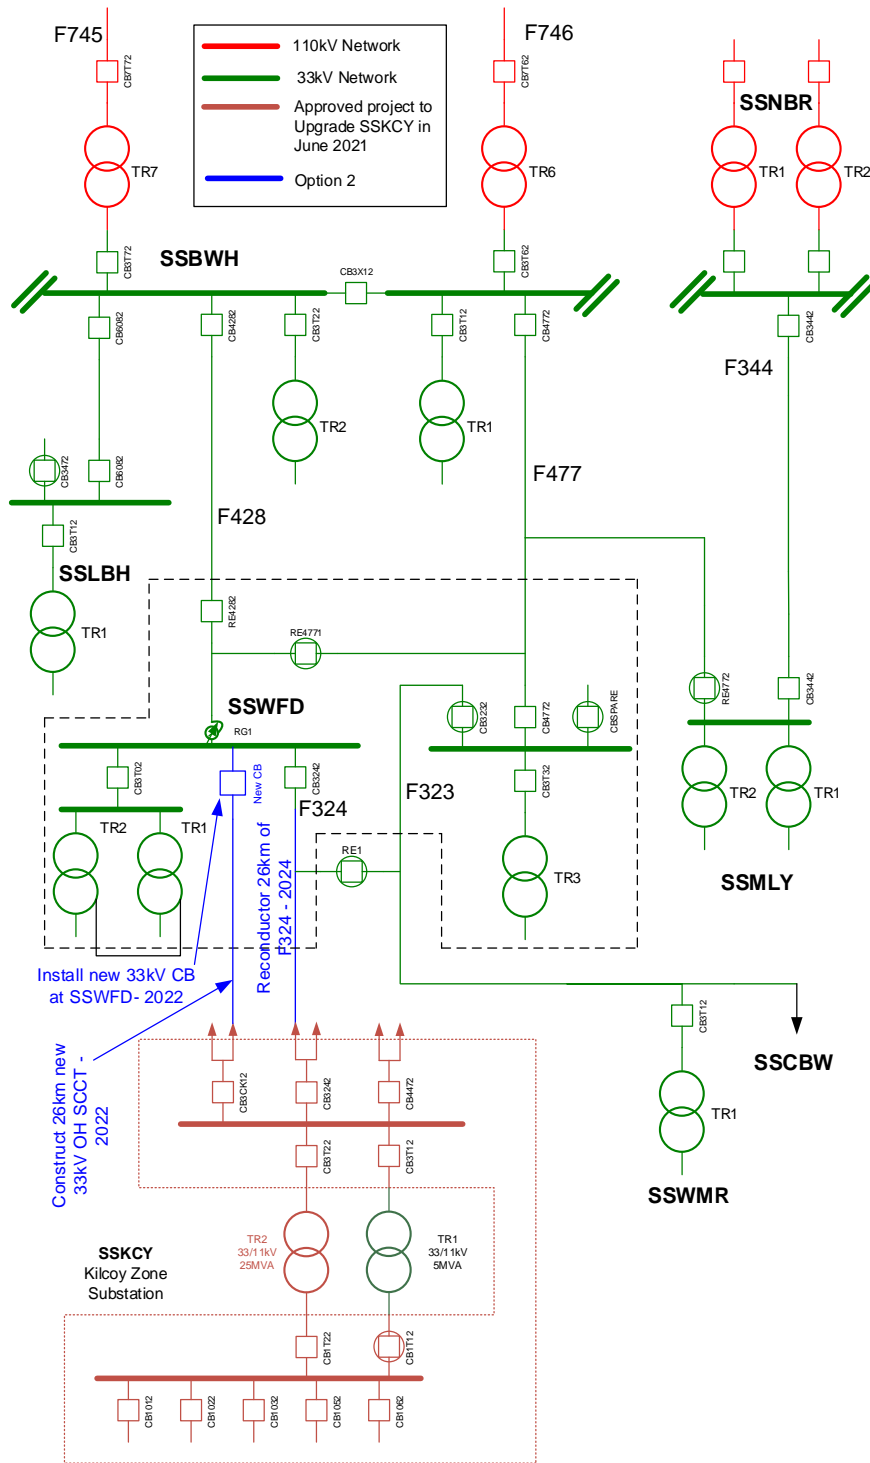 F745
F746
110kV Network
33kV Network
Approved project to
Upgrade SSKCY in
June 2021
Option 2
CB7T72
CB7T62
SSNBR
TR7
TR6
TR1
TR2
CB3T72
SSBWH
CB3X12
CB3T62
CB6082
CB4282
CB3T22
CB3T12
CB4772
CB3442
F344
TR2
TR1
F477
CB3472
CB6082
F428
CB3T12
SSLBH
TR1
RE4282
RE4771
SSWFD
RG1
CB3232
CB4772
CBSPARE
RE4772
CB3442
CB3T02
New CB
CB3242
F324
F323
CB3T32
TR2
TR1
TR2
TR1
RE1
TR3
SSMLY
Reconductor 26km of
F324 - 2024
Install new 33kV CB
at SSWFD- 2022
CB3T12
SSCBW
Construct 26km new
33kV OH SCCT -
2022
CB3CK12
CB3242
CB4472
TR1
SSWMR
CB3T22
CB3T12
SSKCY
Kilcoy Zone
Substation
TR2
33/11kV
25MVA
TR1
33/11kV
5MVA
CB1T22
CB1T12
CB1012
CB1022
CB1032
CB1052
CB1062